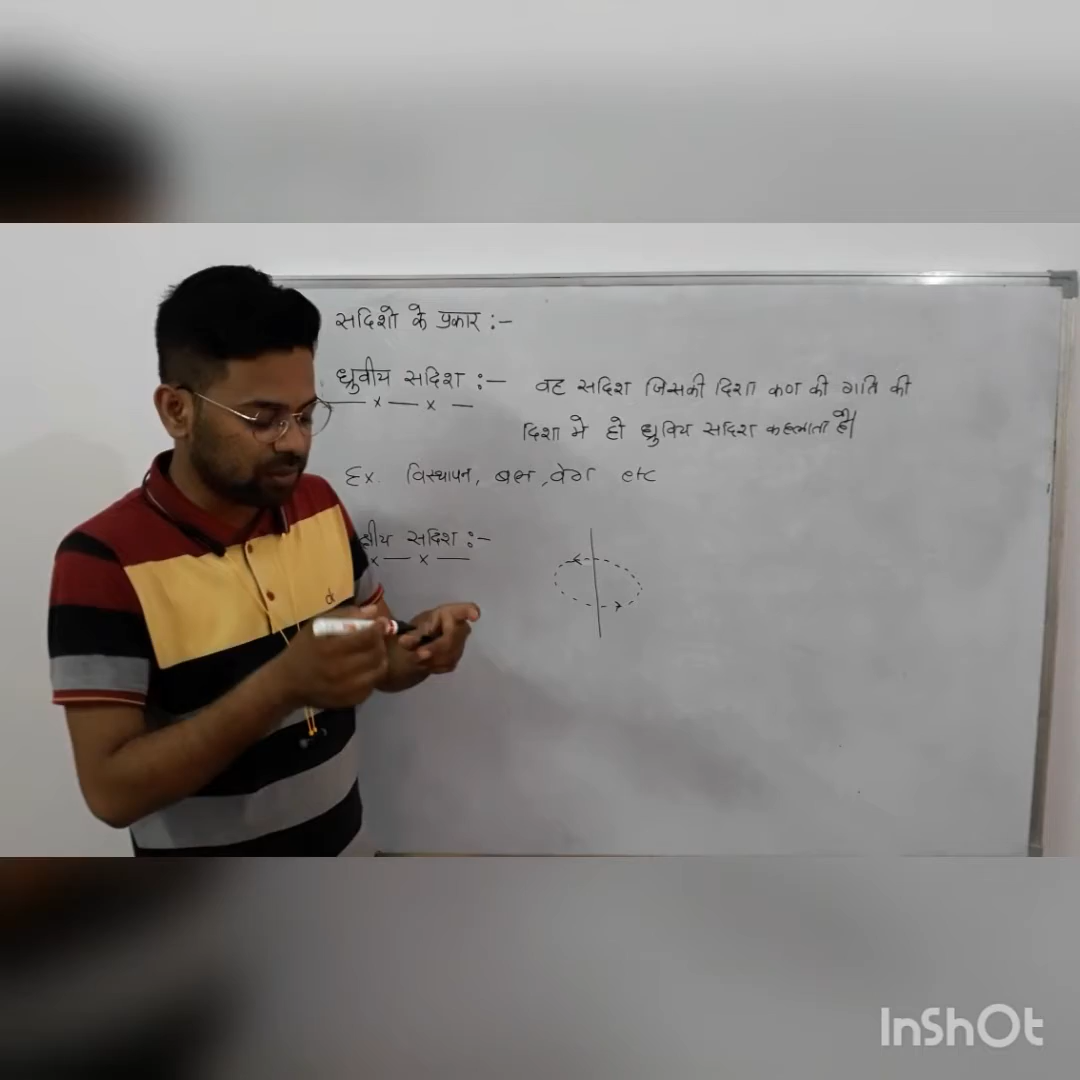 सदिशो के प्रकार :-
ध्रुवीय सदिश :- वह सदिश जिसकी दिशा कण की गति की
दिशा मे हो ध्रुविय सदिश कहलाता है।
Ex. विस्थापन, बल, वेग etc
सदिश :-
InShOt